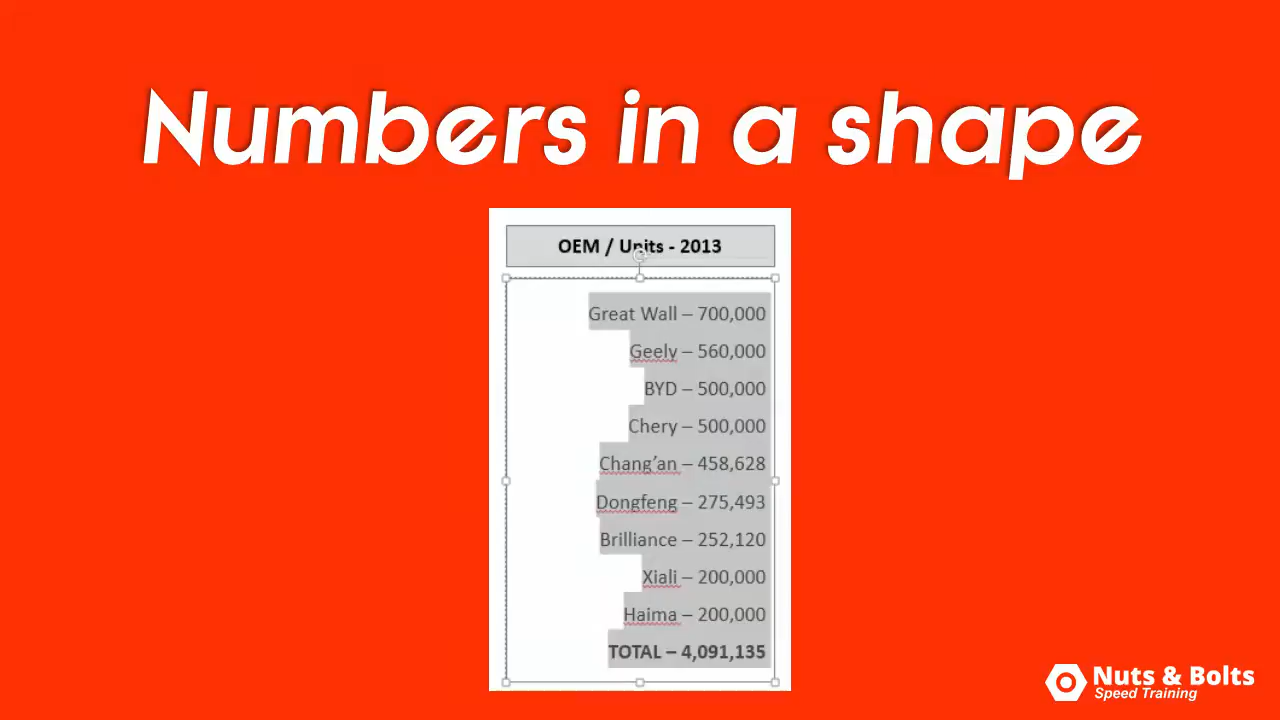 Numbers in a shape
OEM / Units - 2013
Great Wall – 700,000
Geely – 560,000
BYD – 500,000
Chery – 500,000
Chang’an – 458,628
Dongfeng – 275,493
Brilliance – 252,120
Xiali – 200,000
Haima – 200,000
TOTAL – 4,091,135
Nuts & Bolts
Speed Training